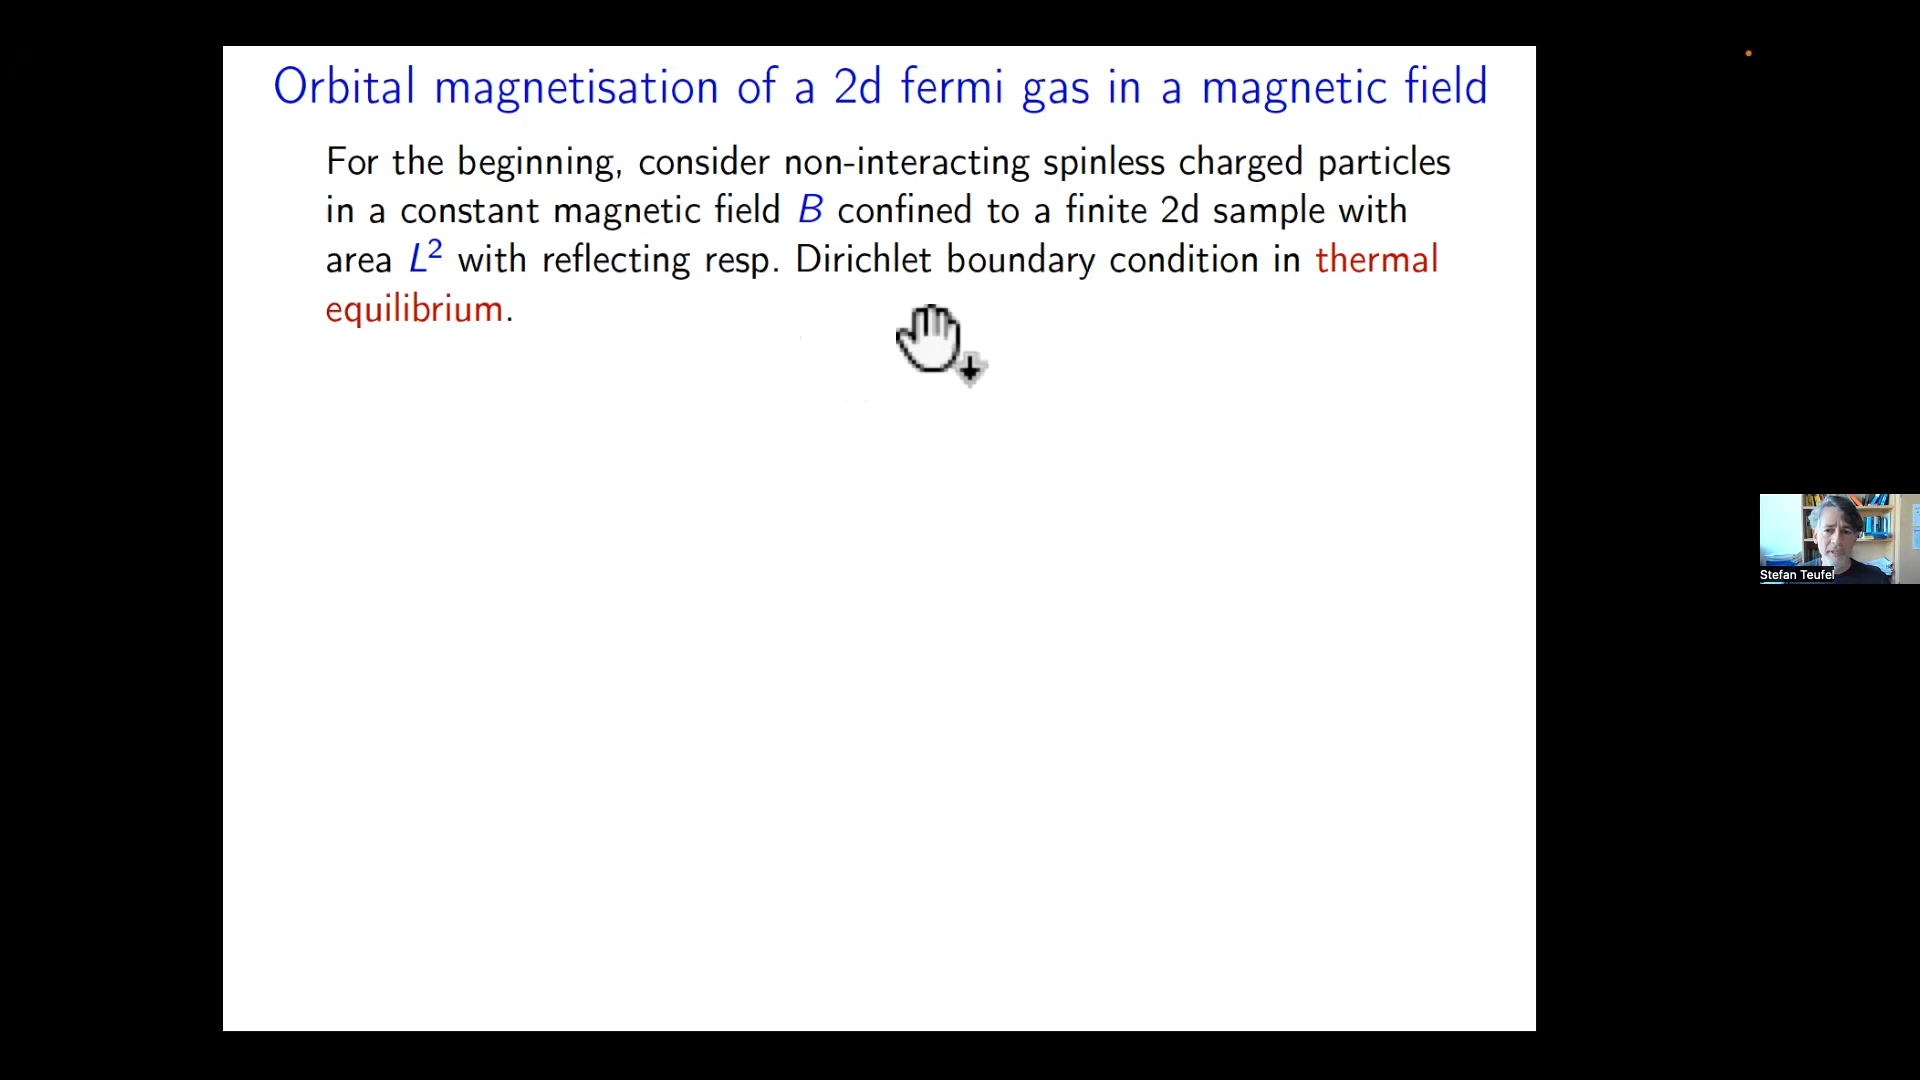 Orbital magnetisation of a 2d fermi gas in a magnetic field
For the beginning, consider non-interacting spinless charged particles
in a constant magnetic field B confined to a finite 2d sample with
area L² with reflecting resp. Dirichlet boundary condition in thermal
equilibrium.
Stefan Teufel